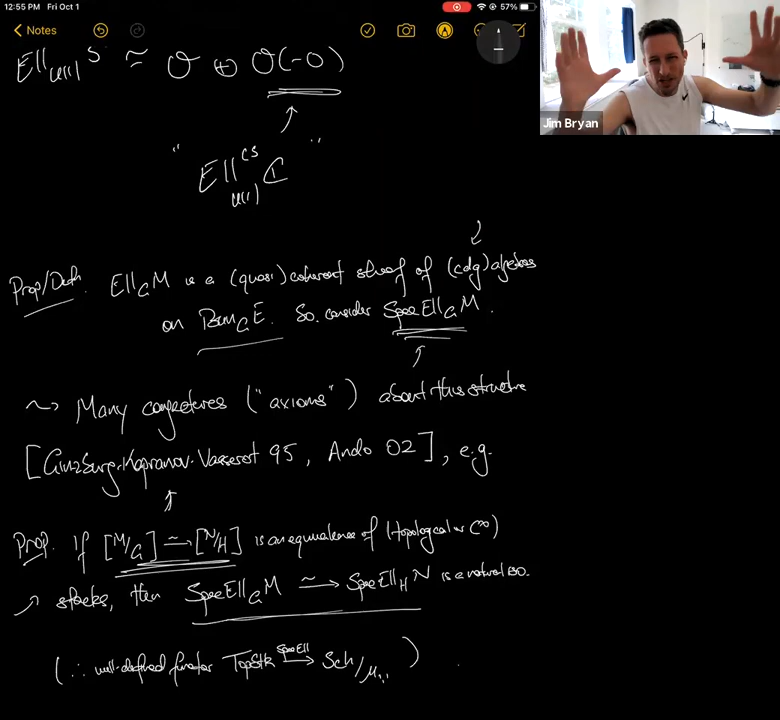 12:55 PM Fri Oct 1
57%
Notes
Ell_{U(1)} S ≃ O ⊕ O(-0)
" Ell^{cs}_{U(1)} ℂ "
Jim Bryan
Prop/Defn. Ell_G M is a (quasi)coherent sheaf of (cdg) algebras
on Bun_G E. So consider Spec Ell_G M.
⤳ Many conjectures ("axioms") about this structure
[Ginzburg-Kapranov-Vasserot 95, Ando 02], e.g.
Prop. If [M/G] ≃→ [N/H] is an equivalence of (topological or C^∞)
stacks, then Spec Ell_G M ≃→ Spec Ell_H N is a natural iso.
(∴ well-defined functor TopStk —SpecEll→ Sch/M_{1,1} )